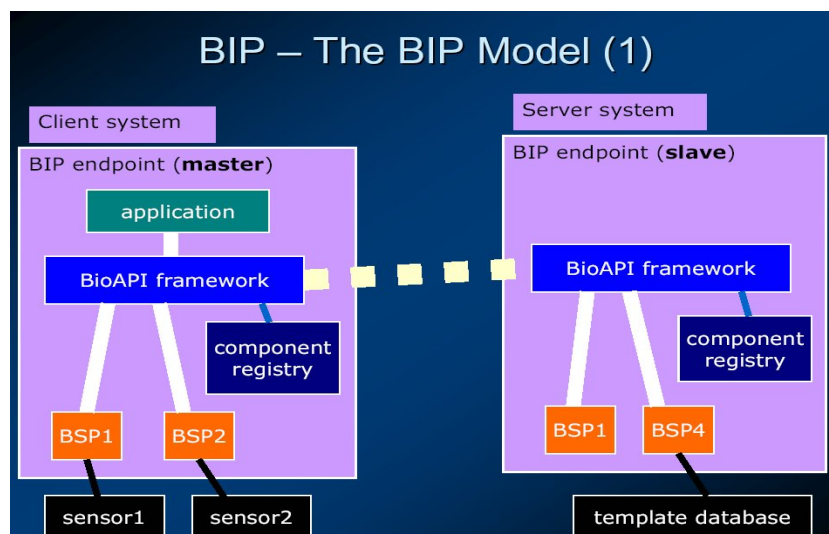 BIP – The BIP Model (1)
Client system
BIP endpoint (master)
application
BioAPI framework
component
registry
BSP1
BSP2
sensor1
sensor2
Server system
BIP endpoint (slave)
BioAPI framework
component
registry
BSP1
BSP4
template database